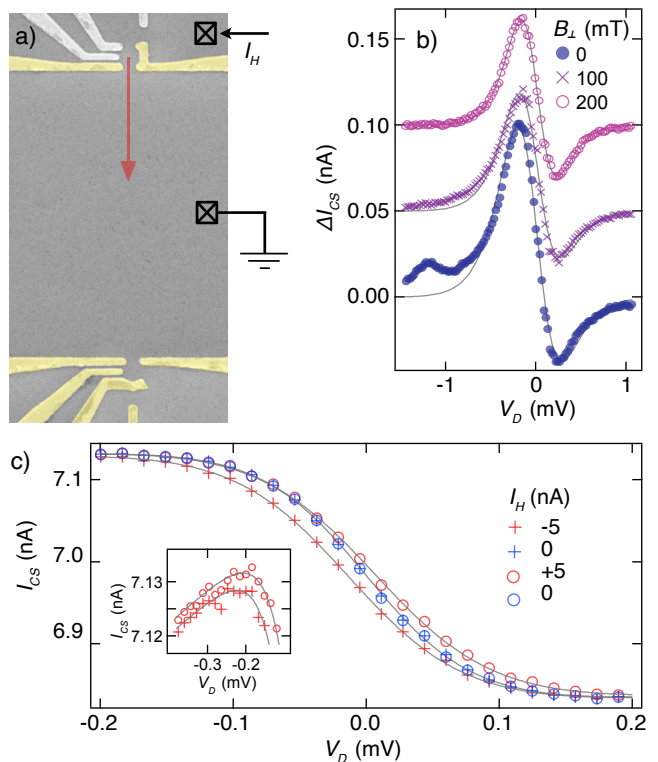 a)
I_H
b)
B⊥ (mT)
0
100
200
0.15
0.10
0.05
0.00
ΔI_CS (nA)
-1
0
1
V_D (mV)
c)
7.1
7.0
6.9
I_CS (nA)
I_H (nA)
-5
0
+5
0
7.13
7.12
I_CS (nA)
-0.3
-0.2
V_D (mV)
-0.2
-0.1
0.0
0.1
0.2
V_D (mV)